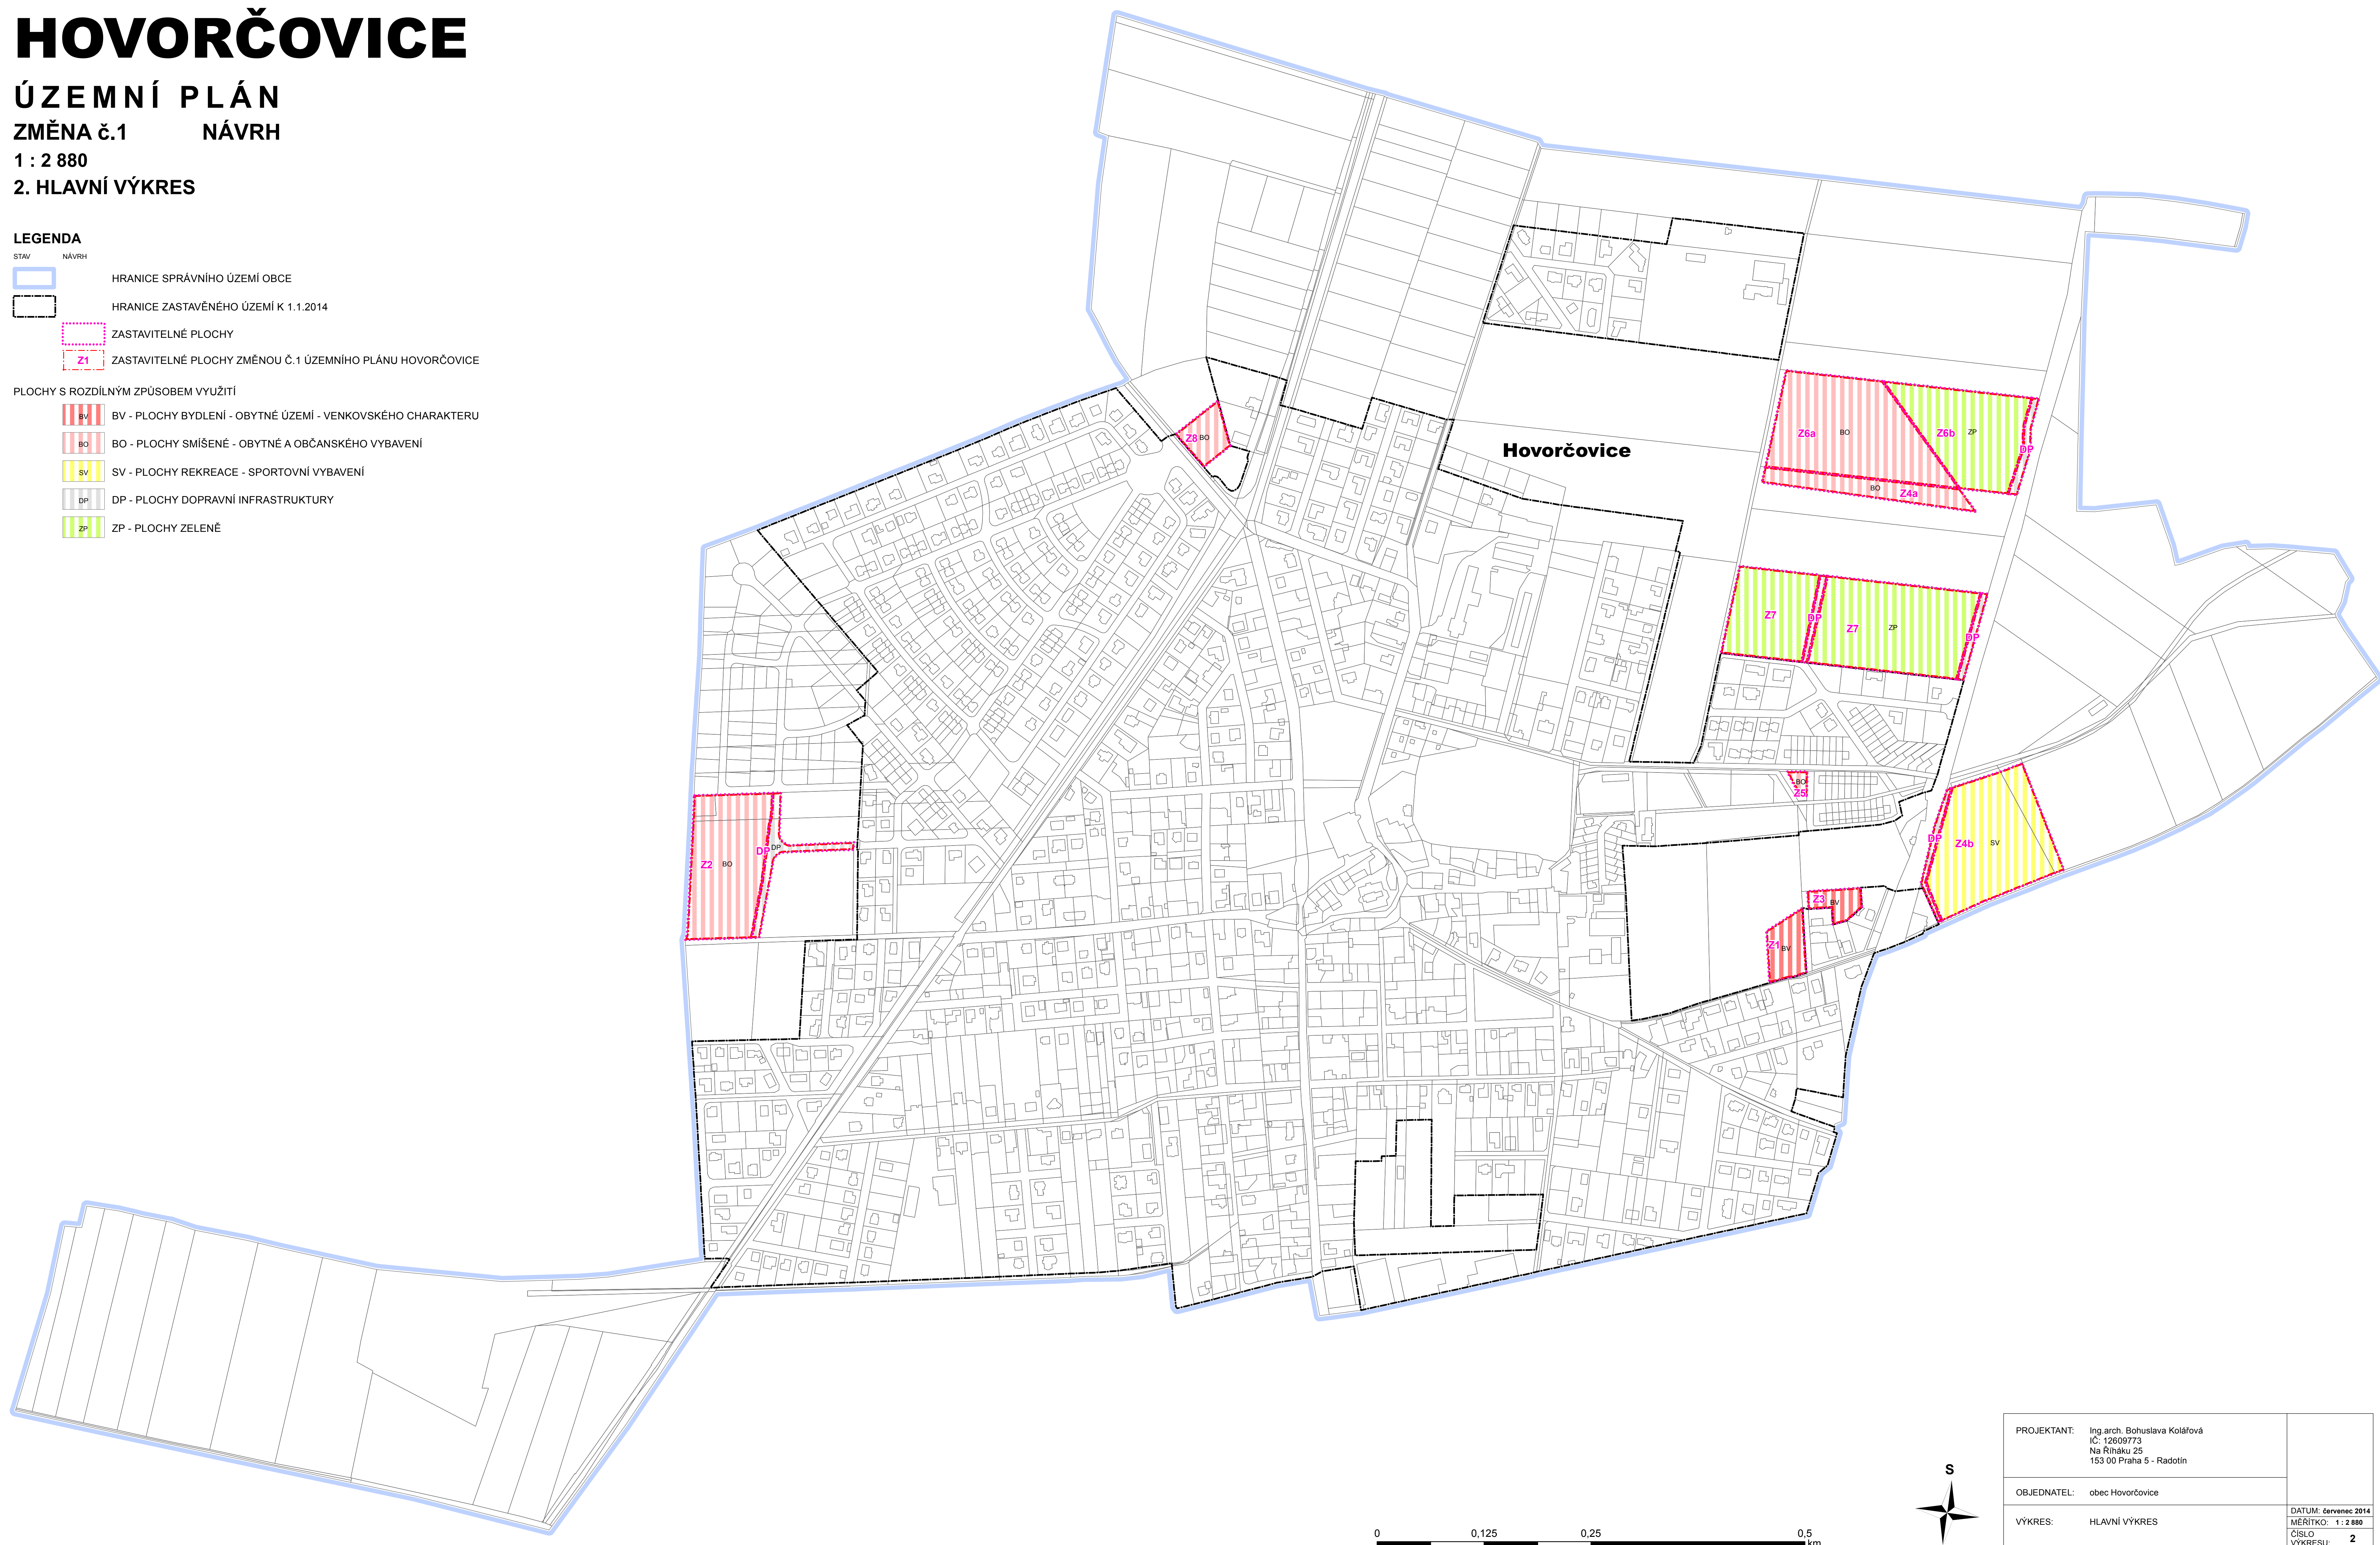 HOVORČOVICE
ÚZEMNÍ PLÁN
ZMĚNA č.1 NÁVRH
1 : 2 880
2. HLAVNÍ VÝKRES
LEGENDA
STAV NÁVRH
HRANICE SPRÁVNÍHO ÚZEMÍ OBCE
HRANICE ZASTAVĚNÉHO ÚZEMÍ K 1.1.2014
ZASTAVITELNÉ PLOCHY
Z1 ZASTAVITELNÉ PLOCHY ZMĚNOU Č.1 ÚZEMNÍHO PLÁNU HOVORČOVICE
PLOCHY S ROZDÍLNÝM ZPŮSOBEM VYUŽITÍ
BV BV - PLOCHY BYDLENÍ - OBYTNÉ ÚZEMÍ - VENKOVSKÉHO CHARAKTERU
BO BO - PLOCHY SMÍŠENÉ - OBYTNÉ A OBČANSKÉHO VYBAVENÍ
SV SV - PLOCHY REKREACE - SPORTOVNÍ VYBAVENÍ
DP DP - PLOCHY DOPRAVNÍ INFRASTRUKTURY
ZP ZP - PLOCHY ZELENĚ
Z8 BO
Hovorčovice
Z6a BO
Z6b ZP
DP
BO Z4a
Z7
DP
Z7 ZP
DP
BO
Z5
Z2 BO
DP DP
DP
Z4b SV
Z3 BV
Z1 BV
S
0 0,125 0,25 0,5
km
PROJEKTANT: Ing.arch. Bohuslava Kolářová
IČ: 12609773
Na Říháku 25
153 00 Praha 5 - Radotín
OBJEDNATEL: obec Hovorčovice
VÝKRES: HLAVNÍ VÝKRES
DATUM: červenec 2014
MĚŘÍTKO: 1 : 2 880
ČÍSLO
VÝKRESU: 2